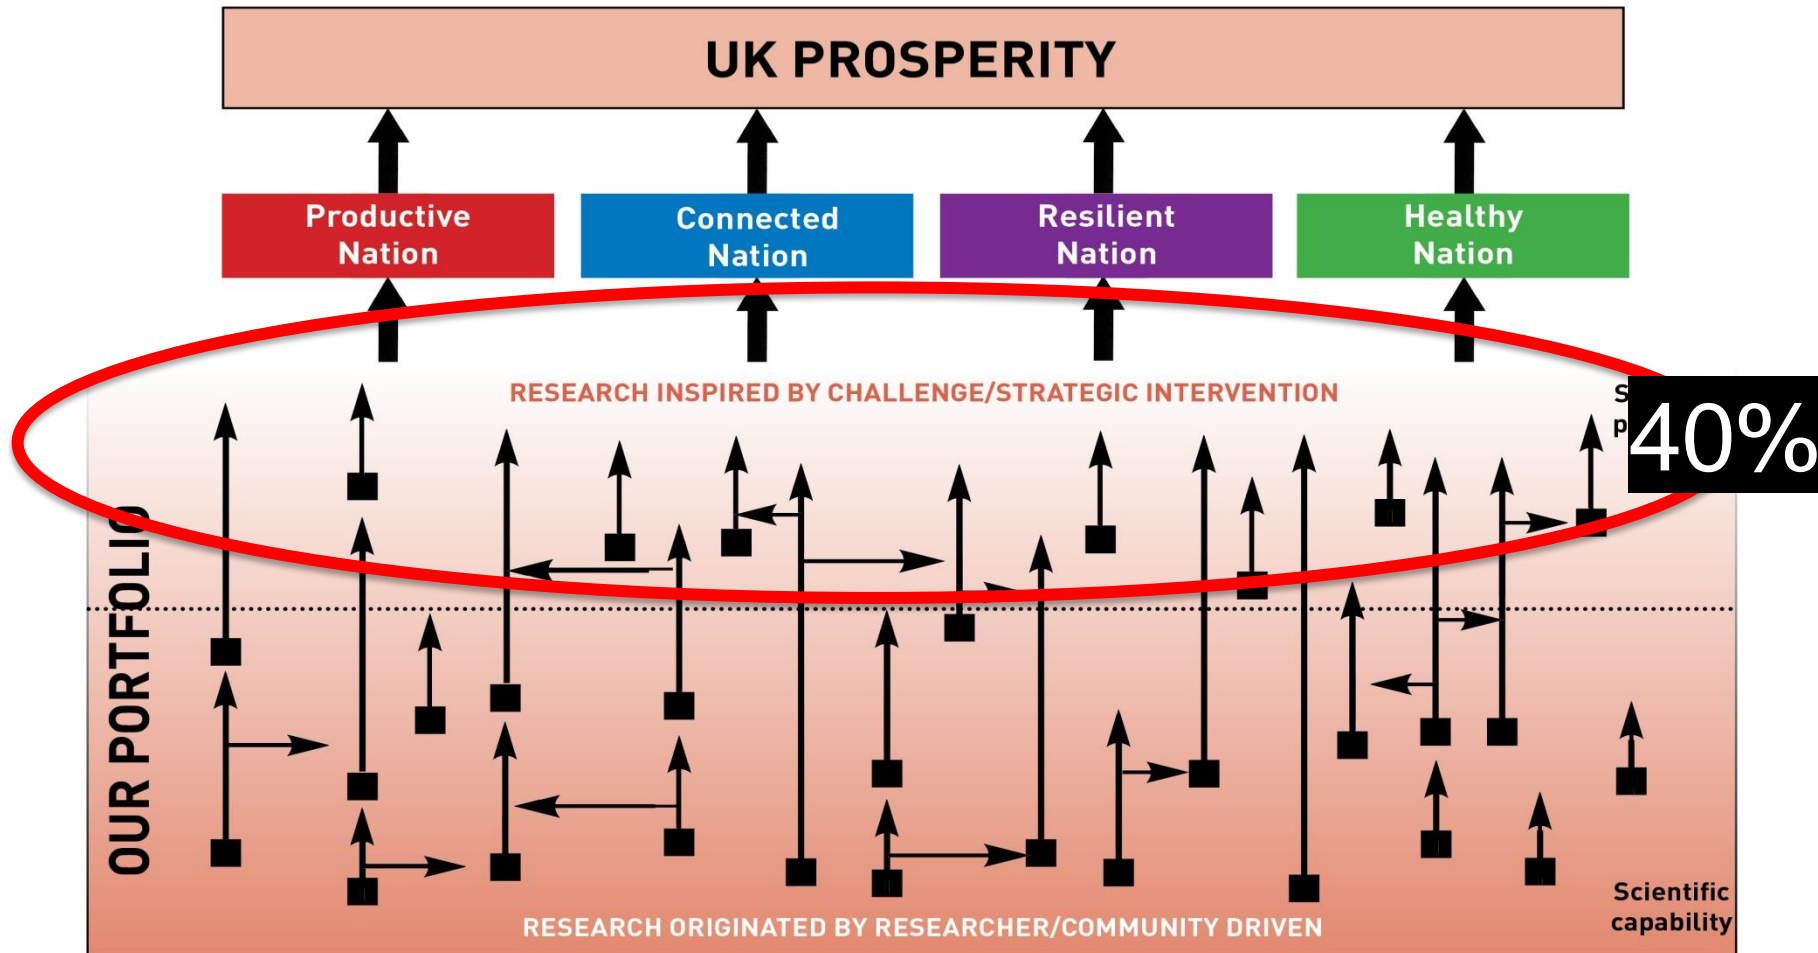 UK PROSPERITY
Productive
Nation
Connected
Nation
Resilient
Nation
Healthy
Nation
RESEARCH INSPIRED BY CHALLENGE/STRATEGIC INTERVENTION
40%
OUR PORTFOLIO
Scientific
capability
RESEARCH ORIGINATED BY RESEARCHER/COMMUNITY DRIVEN